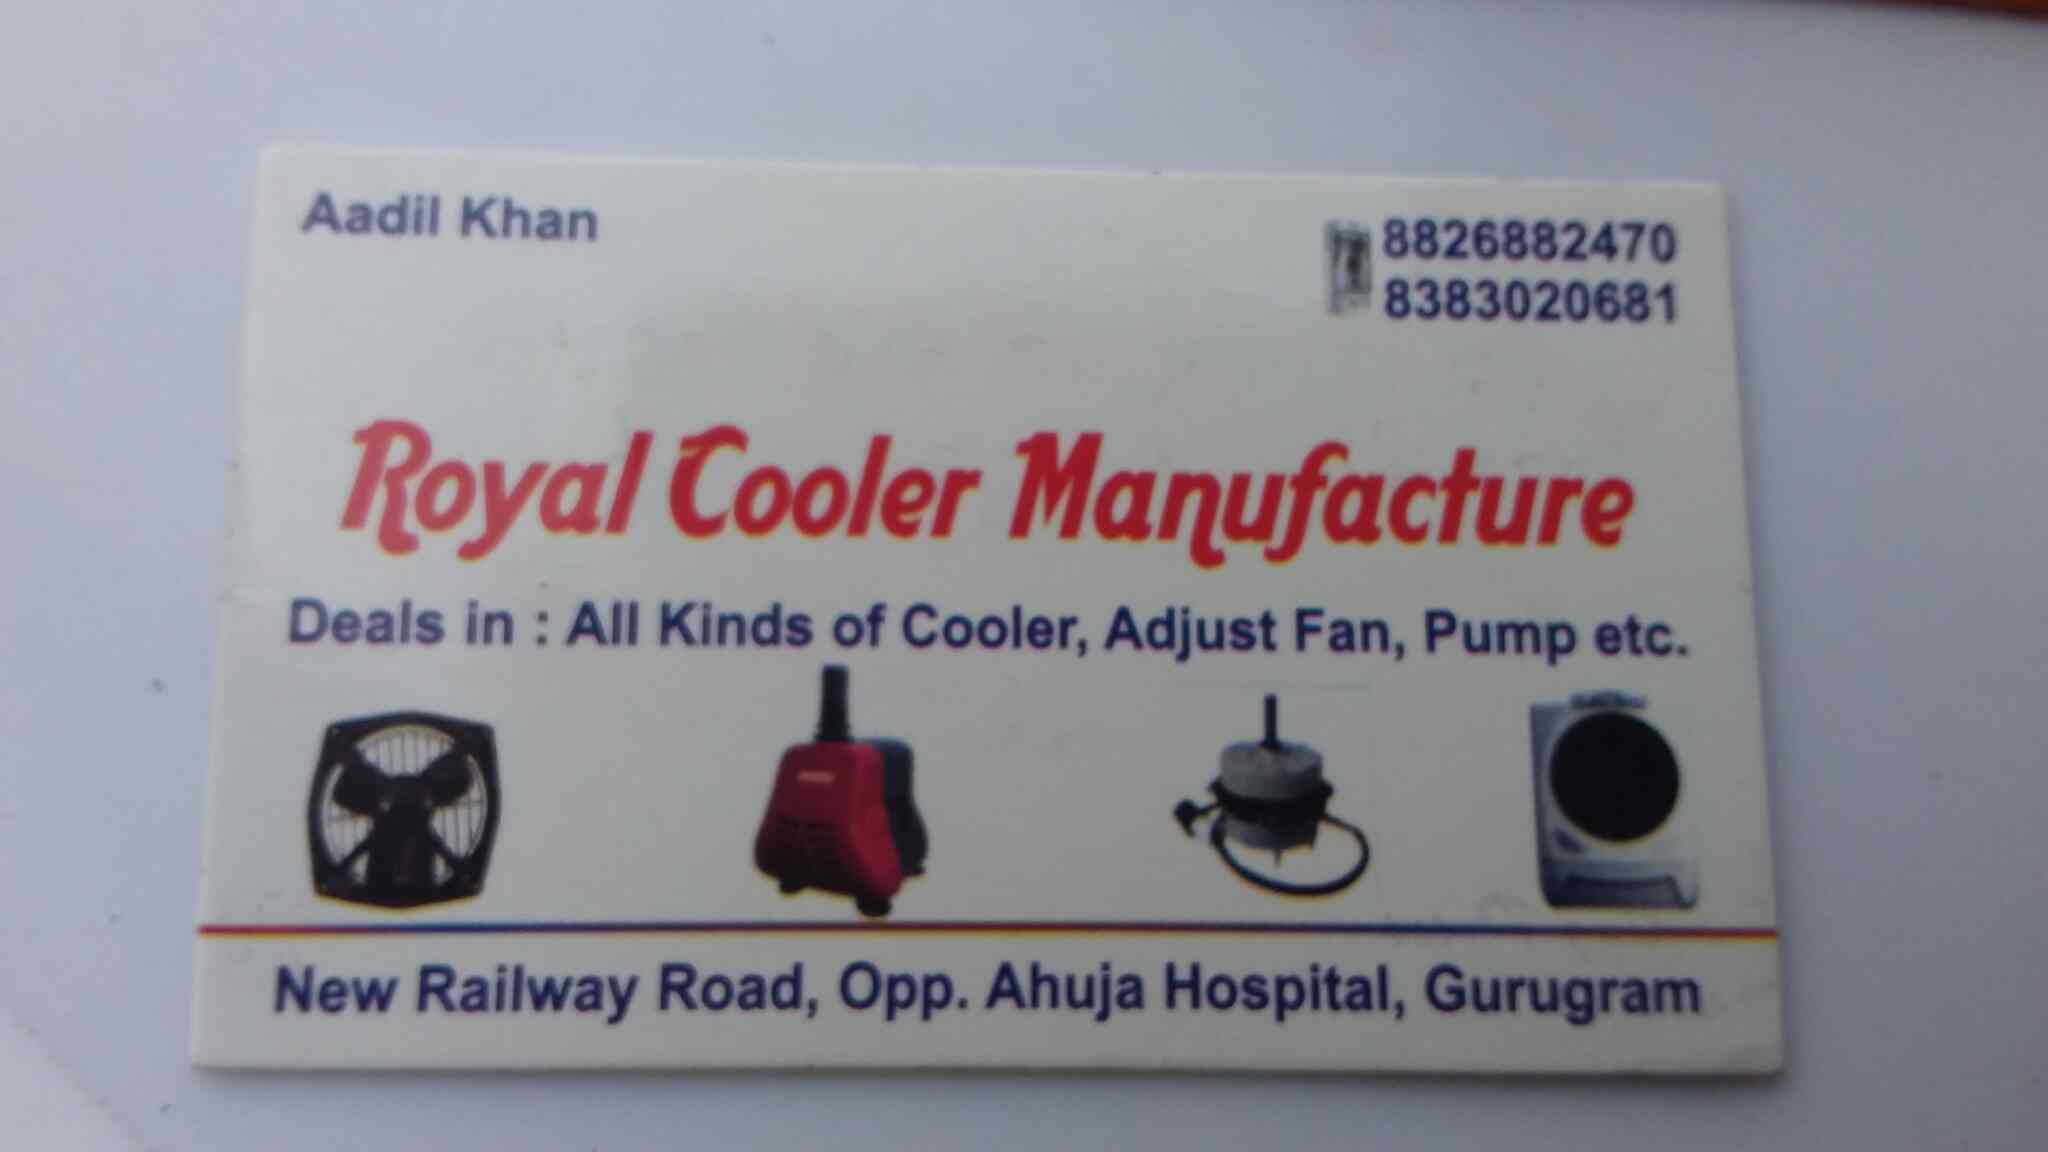 Aadil Khan
8826882470
8383020681
Royal Cooler Manufacture
Deals in : All Kinds of Cooler, Adjust Fan, Pump etc.
New Railway Road, Opp. Ahuja Hospital, Gurugram